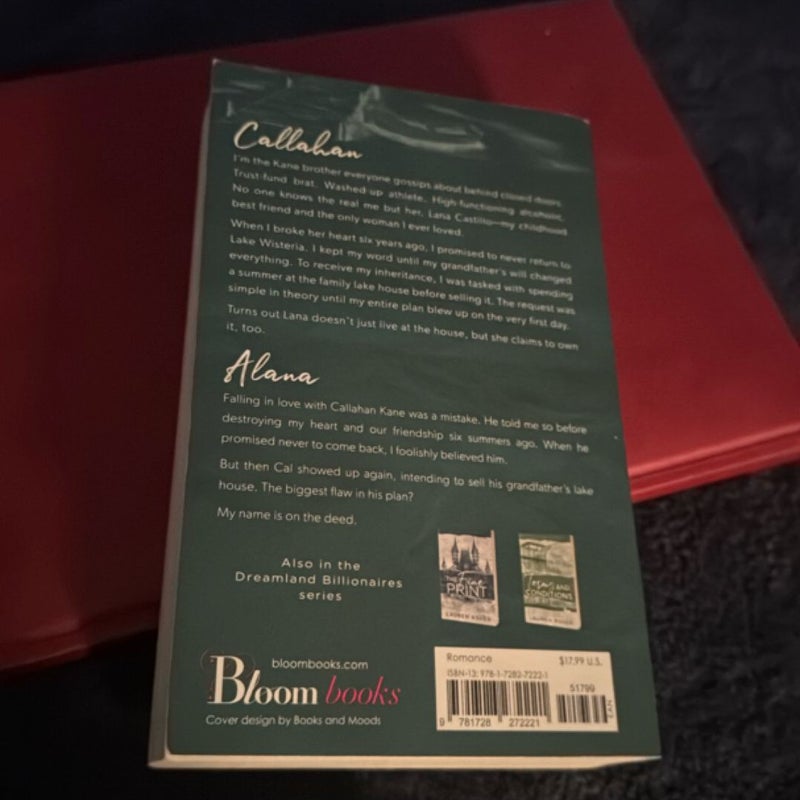 Callahan
I'm the Kane brother everyone gossips about behind closed doors.
Trust-fund brat. Washed-up athlete. High-functioning alcoholic.
No one knows the real me but her, Lana Castillo—my childhood
best friend and the only woman I ever loved.
When I broke her heart six years ago, I promised to never return to
Lake Wisteria. I kept my word until my grandfather's will changed
everything. To receive my inheritance, I was tasked with spending
a summer at the family lake house before selling it. The request was
simple in theory until my entire plan blew up on the very first day.
Turns out Lana doesn't just live at the house, but she claims to own
it, too.
Alana
Falling in love with Callahan Kane was a mistake. He told me so before
destroying my heart and our friendship six summers ago. When he
promised never to come back, I foolishly believed him.
But then Cal showed up again, intending to sell his grandfather's lake
house. The biggest flaw in his plan?
My name is on the deed.
Also in the
Dreamland Billionaires
series
THE Fine
PRINT
LAUREN ASHER
Terms AND
CONDITIONS
LAUREN ASHER
bloombooks.com
Bloom books
Cover design by Books and Moods
Romance $17.99 U.S.
ISBN-13: 978-1-7282-7222-1
51799
EAN
9 781728 272221